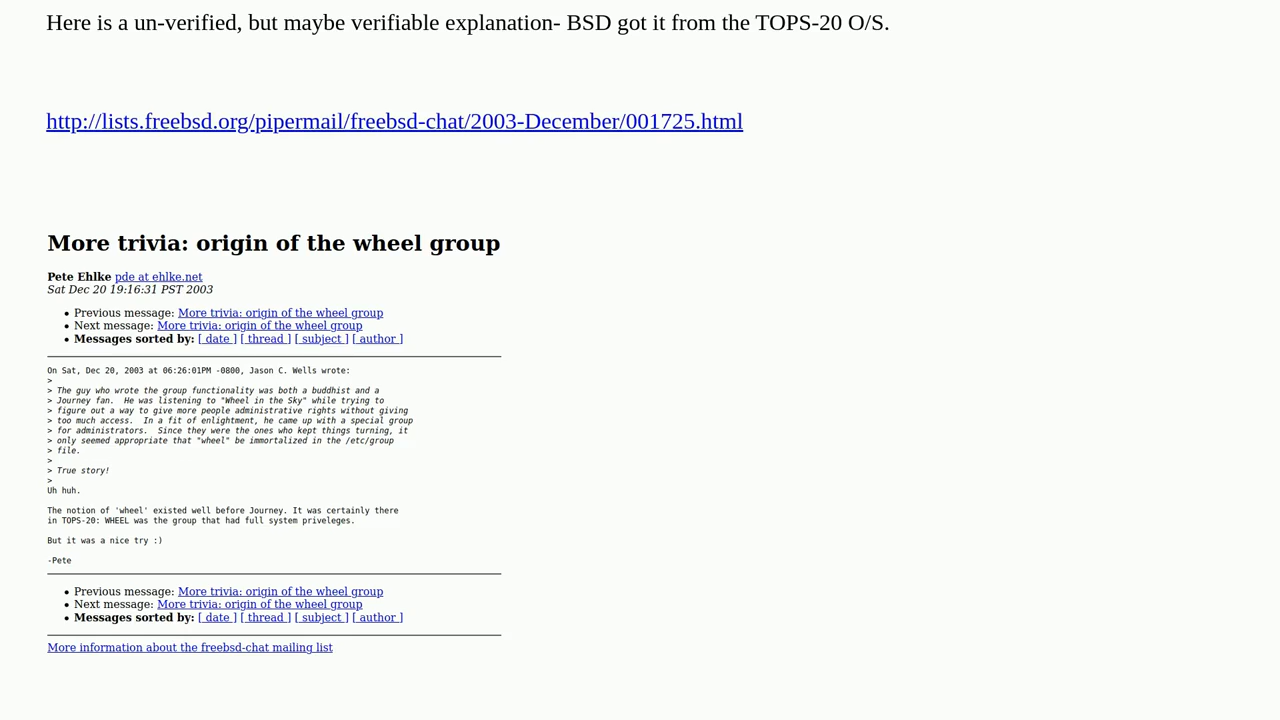 Here is a un-verified, but maybe verifiable explanation- BSD got it from the TOPS-20 O/S.
http://lists.freebsd.org/pipermail/freebsd-chat/2003-December/001725.html
More trivia: origin of the wheel group
Pete Ehlke pde at ehlke.net
Sat Dec 20 19:16:31 PST 2003
• Previous message: More trivia: origin of the wheel group
• Next message: More trivia: origin of the wheel group
• Messages sorted by: [ date ] [ thread ] [ subject ] [ author ]
On Sat, Dec 20, 2003 at 06:26:01PM -0800, Jason C. Wells wrote:
>
> The guy who wrote the group functionality was both a buddhist and a
> Journey fan.  He was listening to "Wheel in the Sky" while trying to
> figure out a way to give more people administrative rights without giving
> too much access.  In a fit of enlightment, he came up with a special group
> for administrators.  Since they were the ones who kept things turning, it
> only seemed appropriate that "wheel" be immortalized in the /etc/group
> file.
>
> True story!
>
Uh huh.
The notion of 'wheel' existed well before Journey. It was certainly there
in TOPS-20: WHEEL was the group that had full system priveleges.
But it was a nice try :)
-Pete
• Previous message: More trivia: origin of the wheel group
• Next message: More trivia: origin of the wheel group
• Messages sorted by: [ date ] [ thread ] [ subject ] [ author ]
More information about the freebsd-chat mailing list